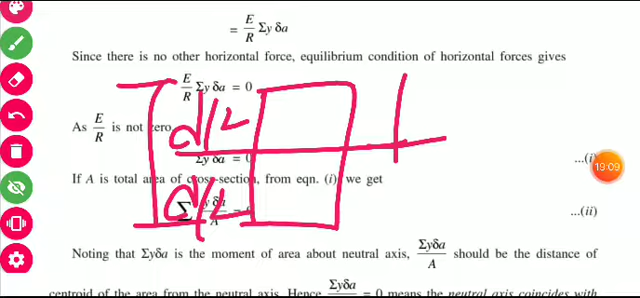 = E/R Σy δa
Since there is no other horizontal force, equilibrium condition of horizontal forces gives
E/R Σy δa = 0
As E/R is not zero
Σy δa = 0 ...(i)
If A is total area of cross-section, from eqn. (i) we get
Σ y δa / A = 0 ...(ii)
Noting that Σyδa is the moment of area about neutral axis, Σyδa/A should be the distance of
centroid of the area from the neutral axis. Hence Σyδa/A = 0 means the neutral axis coincides with
d/2
d/2
19:09